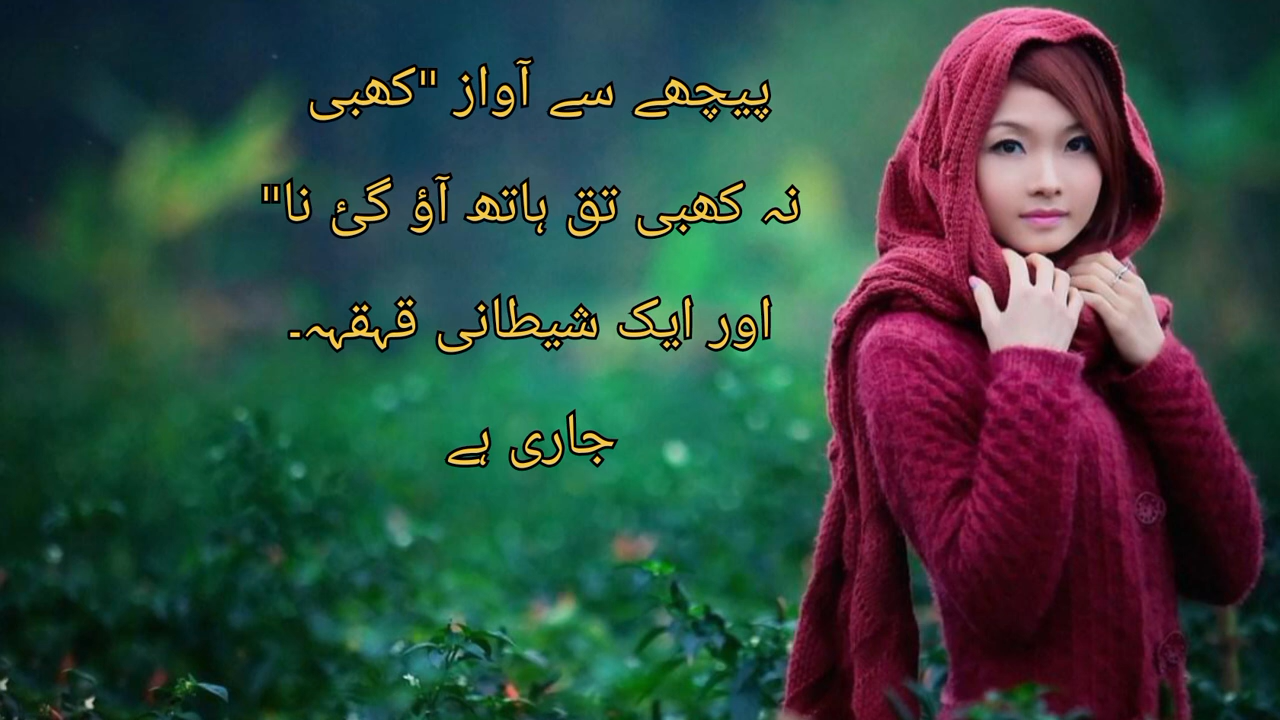 پیچھے سے آواز "کھبی
نہ کھبی تق ہاتھ آؤ گئ نا"
اور ایک شیطانی قہقہہ۔
جاری ہے